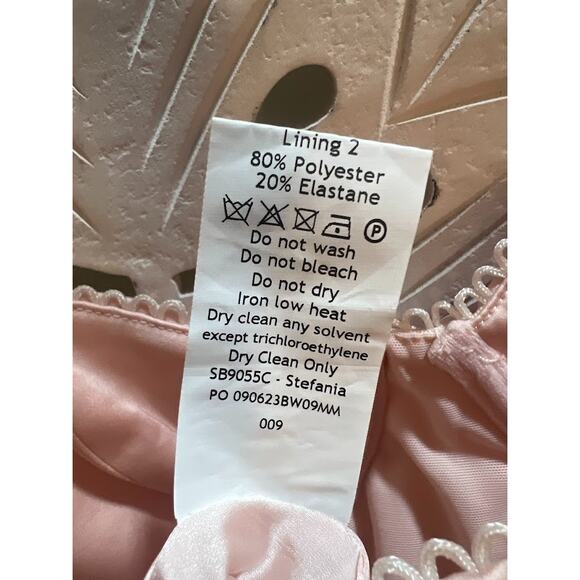 Lining 2
80% Polyester
20% Elastane
P
Do not wash
Do not bleach
Do not dry
Iron low heat
Dry clean any solvent
except trichloroethylene
Dry Clean Only
SB9055C - Stefania
PO 090623BW09MM
009